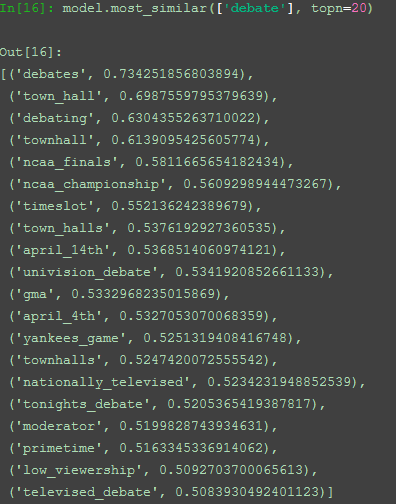 In[16]: model.most_similar(['debate'], topn=20)
Out[16]:
[('debates', 0.734251856803894),
('town_hall', 0.6987559795379639),
('debating', 0.6304355263710022),
('townhall', 0.6139095425605774),
('ncaa_finals', 0.5811665654182434),
('ncaa_championship', 0.5609298944473267),
('timeslot', 0.552136242389679),
('town_halls', 0.5376192927360535),
('april_14th', 0.5368514060974121),
('univision_debate', 0.5341920852661133),
('gma', 0.5332968235015869),
('april_4th', 0.5327053070068359),
('yankees_game', 0.5251319408416748),
('townhalls', 0.5247420072555542),
('nationally_televised', 0.5234231948852539),
('tonights_debate', 0.5205365419387817),
('moderator', 0.5199828743934631),
('primetime', 0.5163345336914062),
('low_viewership', 0.5092703700065613),
('televised_debate', 0.5083930492401123)]